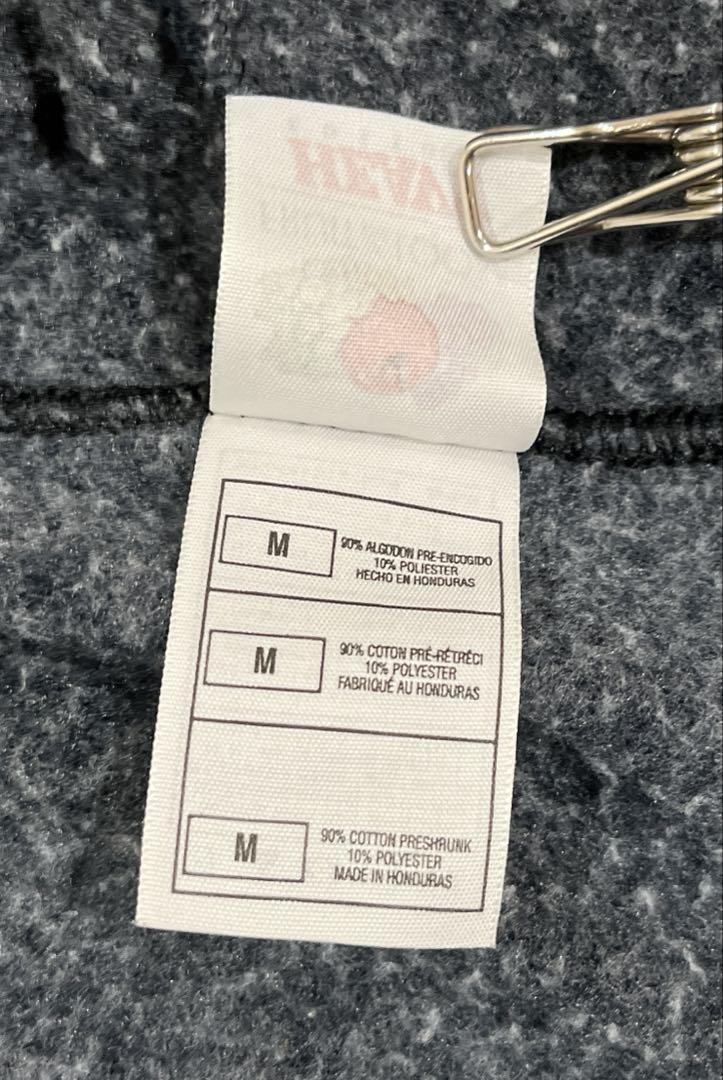 M
90% ALGODON PRE-ENCOGIDO
10% POLIESTER
HECHO EN HONDURAS
M
90% COTON PRÉ-RÉTRÉCI
10% POLYESTER
FABRIQUÉ AU HONDURAS
M
90% COTTON PRESHRUNK
10% POLYESTER
MADE IN HONDURAS